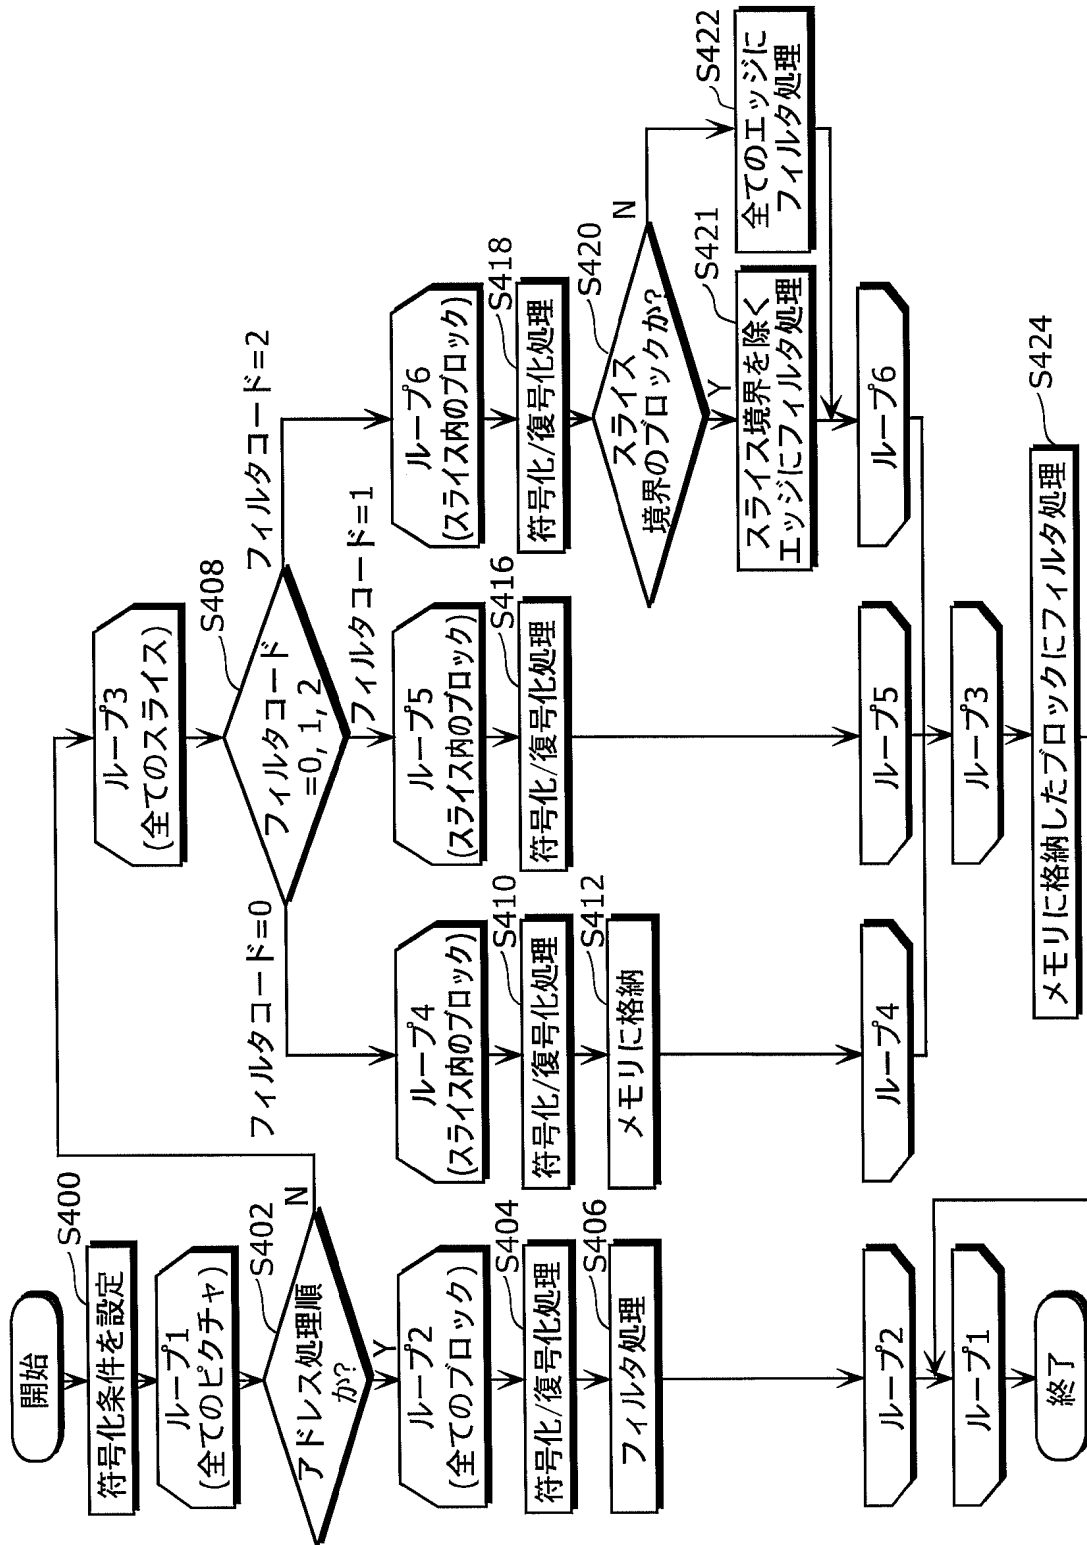 開始
S400
符号化条件を設定
ループ1
(全てのピクチャ)
S402
アドレス処理順
か?
N
Y
ループ2
(全てのブロック)
S404
符号化/復号化処理
S406
フィルタ処理
ループ2
ループ1
終了
ループ3
(全てのスライス)
S408
フィルタコード
=0, 1, 2
フィルタコード=0
フィルタコード=1
フィルタコード=2
ループ4
(スライス内のブロック)
S410
符号化/復号化処理
S412
メモリに格納
ループ4
ループ5
(スライス内のブロック)
S416
符号化/復号化処理
ループ5
ループ6
(スライス内のブロック)
S418
符号化/復号化処理
S420
スライス
境界のブロックか?
N
Y
S421
スライス境界を除く
エッジにフィルタ処理
S422
全てのエッジに
フィルタ処理
ループ6
ループ3
S424
メモリに格納したブロックにフィルタ処理